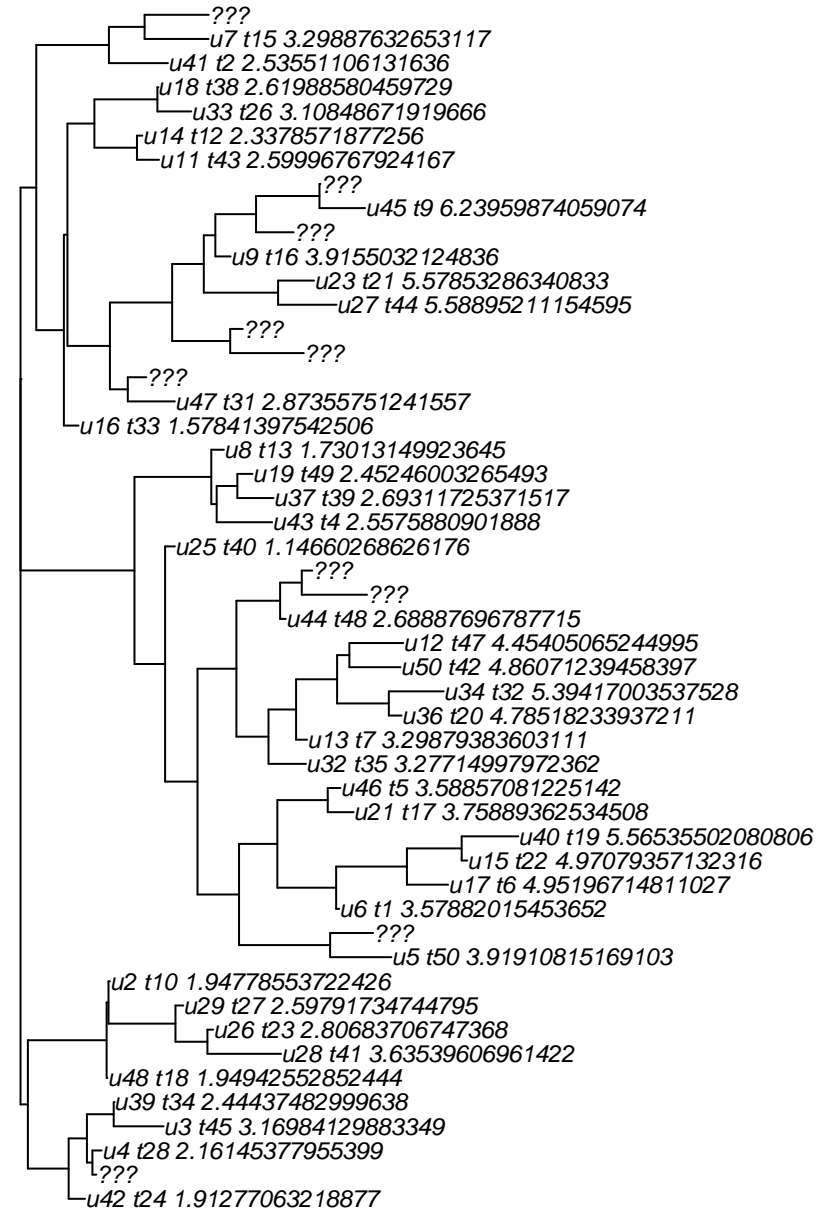 ???
u7 t15 3.29887632653117
u41 t2 2.53551106131636
u18 t38 2.61988580459729
u33 t26 3.10848671919666
u14 t12 2.3378571877256
u11 t43 2.59996767924167
???
u45 t9 6.23959874059074
???
u9 t16 3.9155032124836
u23 t21 5.57853286340833
u27 t44 5.58895211154595
???
???
???
u47 t31 2.87355751241557
u16 t33 1.57841397542506
u8 t13 1.73013149923645
u19 t49 2.45246003265493
u37 t39 2.69311725371517
u43 t4 2.5575880901888
u25 t40 1.14660268626176
???
???
u44 t48 2.68887696787715
u12 t47 4.45405065244995
u50 t42 4.86071239458397
u34 t32 5.39417003537528
u36 t20 4.78518233937211
u13 t7 3.29879383603111
u32 t35 3.27714997972362
u46 t5 3.58857081225142
u21 t17 3.75889362534508
u40 t19 5.56535502080806
u15 t22 4.97079357132316
u17 t6 4.95196714811027
u6 t1 3.57882015453652
???
u5 t50 3.91910815169103
u2 t10 1.94778553722426
u29 t27 2.59791734744795
u26 t23 2.80683706747368
u28 t41 3.63539606961422
u48 t18 1.94942552852444
u39 t34 2.44437482999638
u3 t45 3.16984129883349
u4 t28 2.16145377955399
???
u42 t24 1.91277063218877